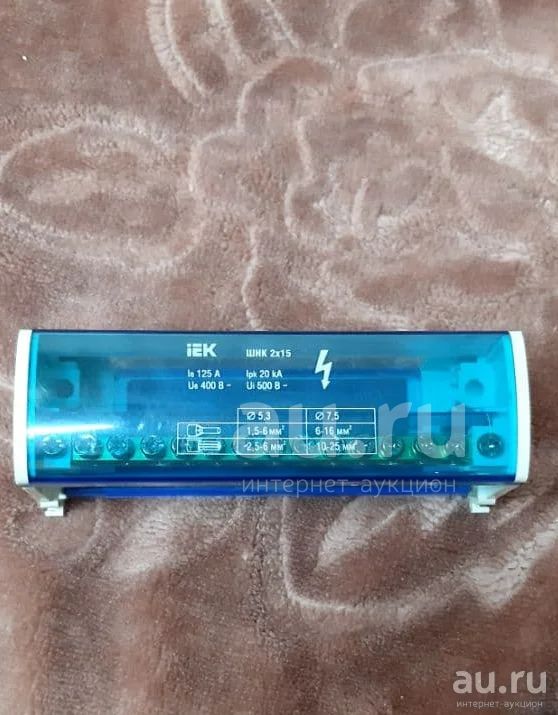 iEK ШНК 2х15
Ie 125 А Ipk 20 kA
Ue 400 В ~ Ui 500 В ~
Ø 5,3 Ø 7,5
1,5-6 мм² 6-16 мм²
2,5-6 мм² 10-25 мм²
au.ru
интернет-аукцион
au.ru
интернет-аукцион